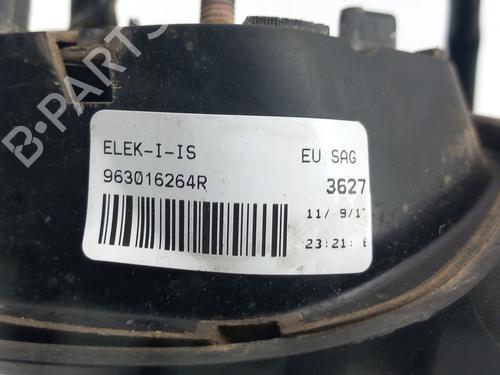 ELEK-I-IS EU SAG
963016264R 3627
11/ 9/1
23:21:
B-PARTS